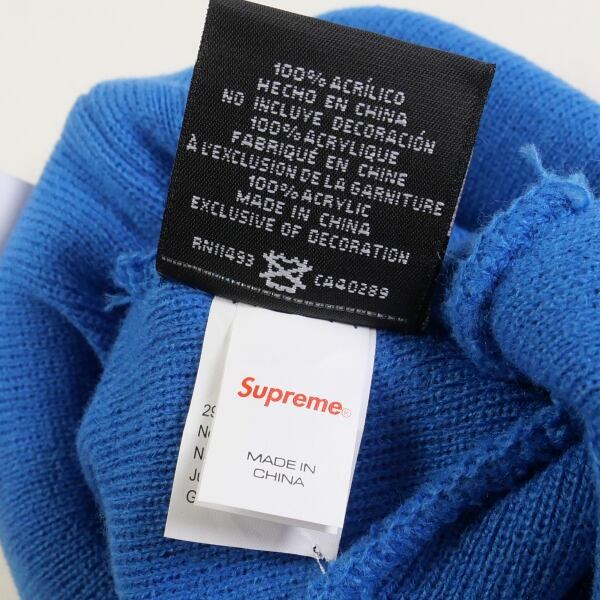 100% ACRÍLICO
HECHO EN CHINA
NO INCLUYE DECORACIÓN
100% ACRYLIQUE
FABRIQUÉ EN CHINE
À L'EXCLUSION DE LA GARNITURE
100% ACRYLIC
MADE IN CHINA
EXCLUSIVE OF DECORATION
RN11493 CA40289
Supreme®
MADE IN
CHINA